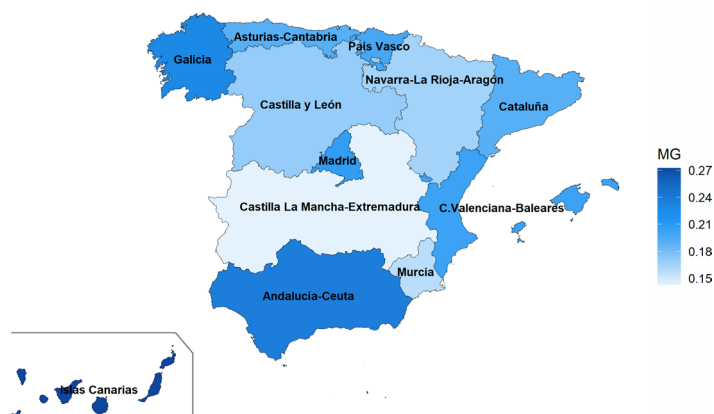 Asturias-Cantabria
País Vasco
Galicia
Navarra-La Rioja-Aragón
Castilla y León
Cataluña
Madrid
MG
0.27
0.24
0.21
0.18
0.15
Castilla La Mancha-Extremadura
C.Valenciana-Baleares
Murcia
Andalucía-Ceuta
Islas Canarias